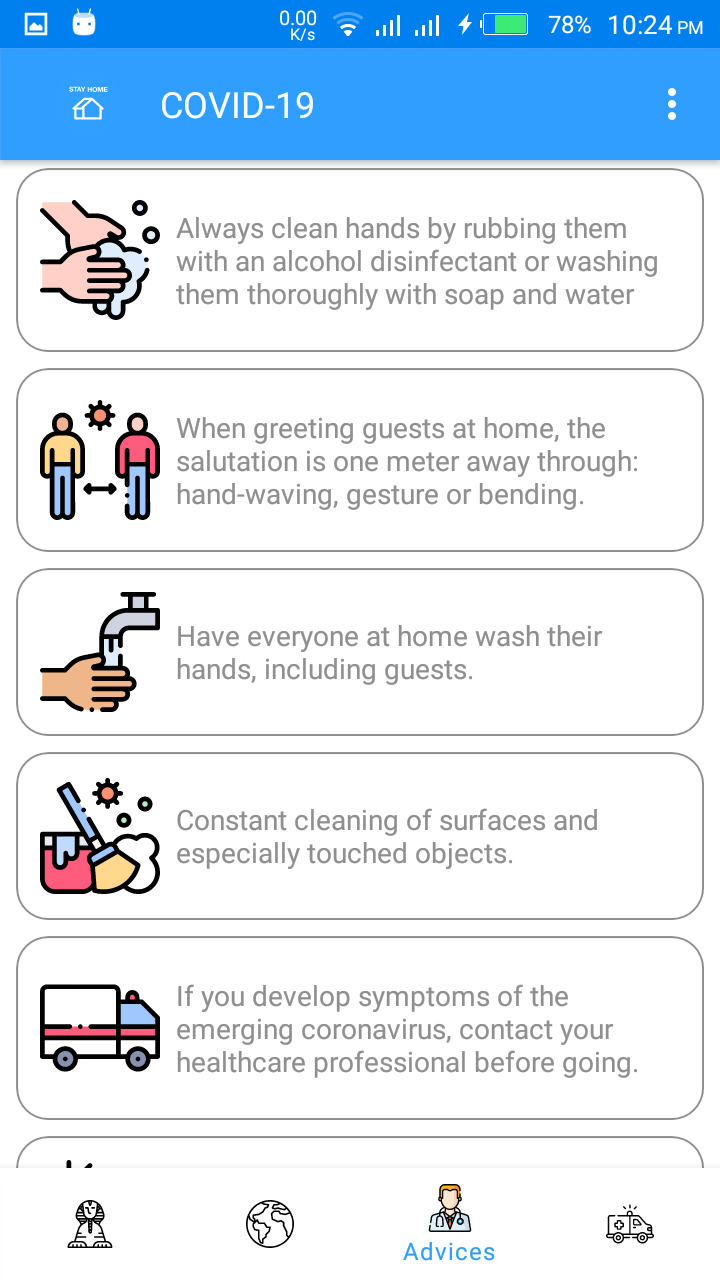 0.00
K/s
78%
10:24 PM
STAY HOME
COVID-19
Always clean hands by rubbing them
with an alcohol disinfectant or washing
them thoroughly with soap and water
When greeting guests at home, the
salutation is one meter away through:
hand-waving, gesture or bending.
Have everyone at home wash their
hands, including guests.
Constant cleaning of surfaces and
especially touched objects.
If you develop symptoms of the
emerging coronavirus, contact your
healthcare professional before going.
Advices